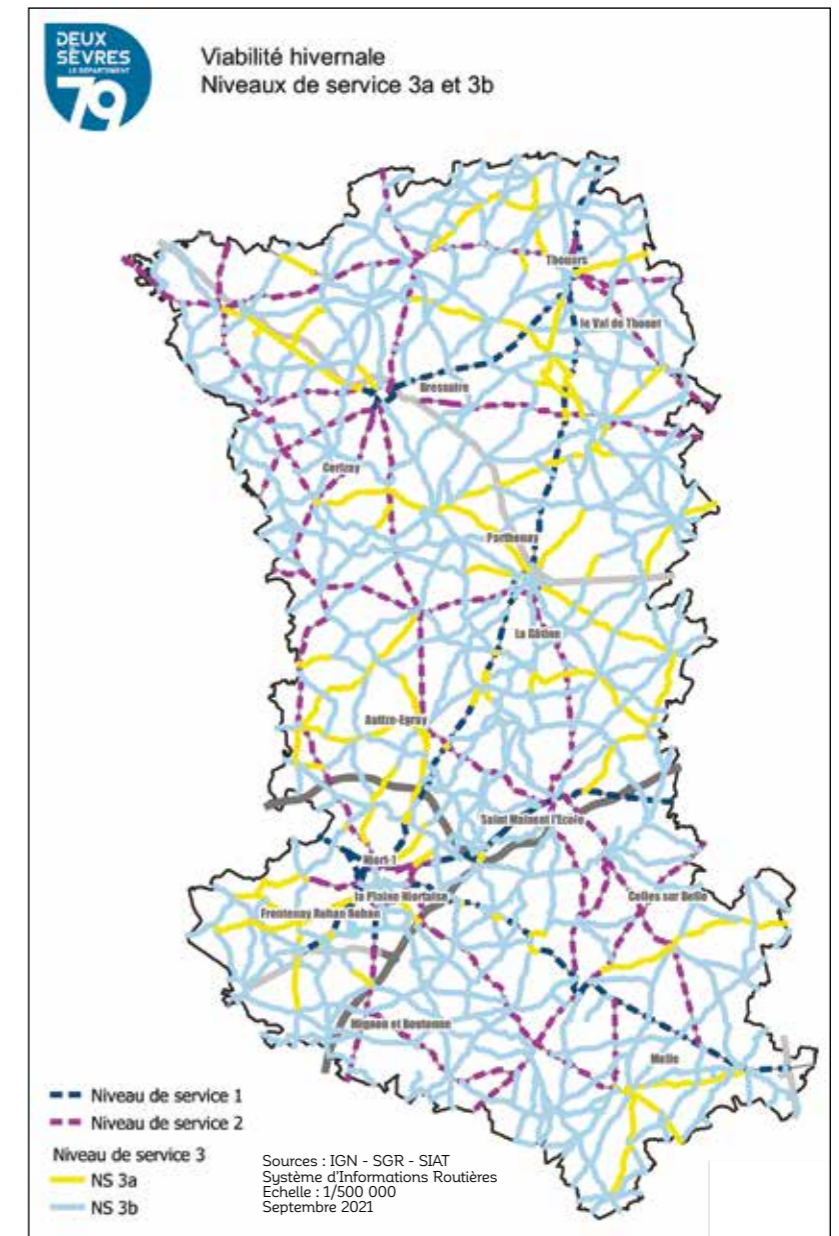 DEUX
SÈVRES
LE DÉPARTEMENT
79
Viabilité hivernale
Niveaux de service 3a et 3b
Thouars
le Val de Thouet
Bressuire
Cerizay
Parthenay
La Gâtine
Autize-Egray
Saint Maixent l'Ecole
Niort-1
la Plaine Niortaise
Celles sur Belle
Frontenay Rohan Rohan
Mignon et Boutonne
Melle
Niveau de service 1
Niveau de service 2
Niveau de service 3
NS 3a
NS 3b
Sources : IGN - SGR - SIAT
Système d'Informations Routières
Echelle : 1/500 000
Septembre 2021